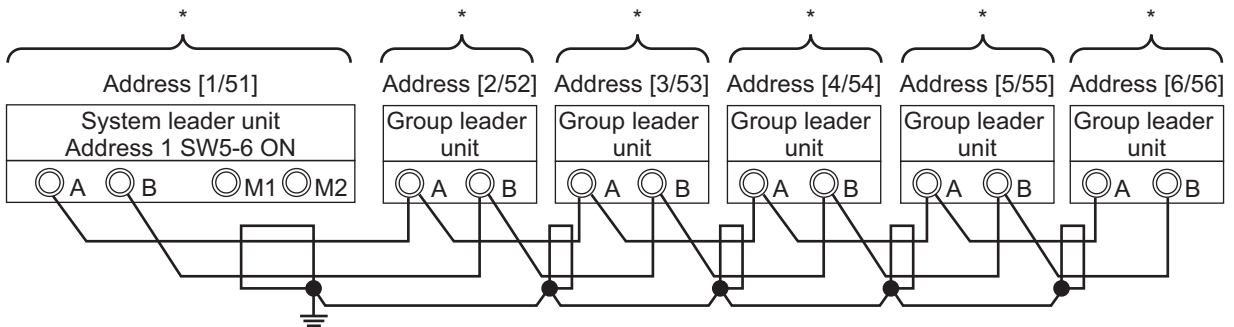 * * * * * *
Address [1/51] Address [2/52] Address [3/53] Address [4/54] Address [5/55] Address [6/56]
System leader unit
Address 1 SW5-6 ON
Group leader
unit
Group leader
unit
Group leader
unit
Group leader
unit
Group leader
unit
A B M1 M2 A B A B A B A B A B